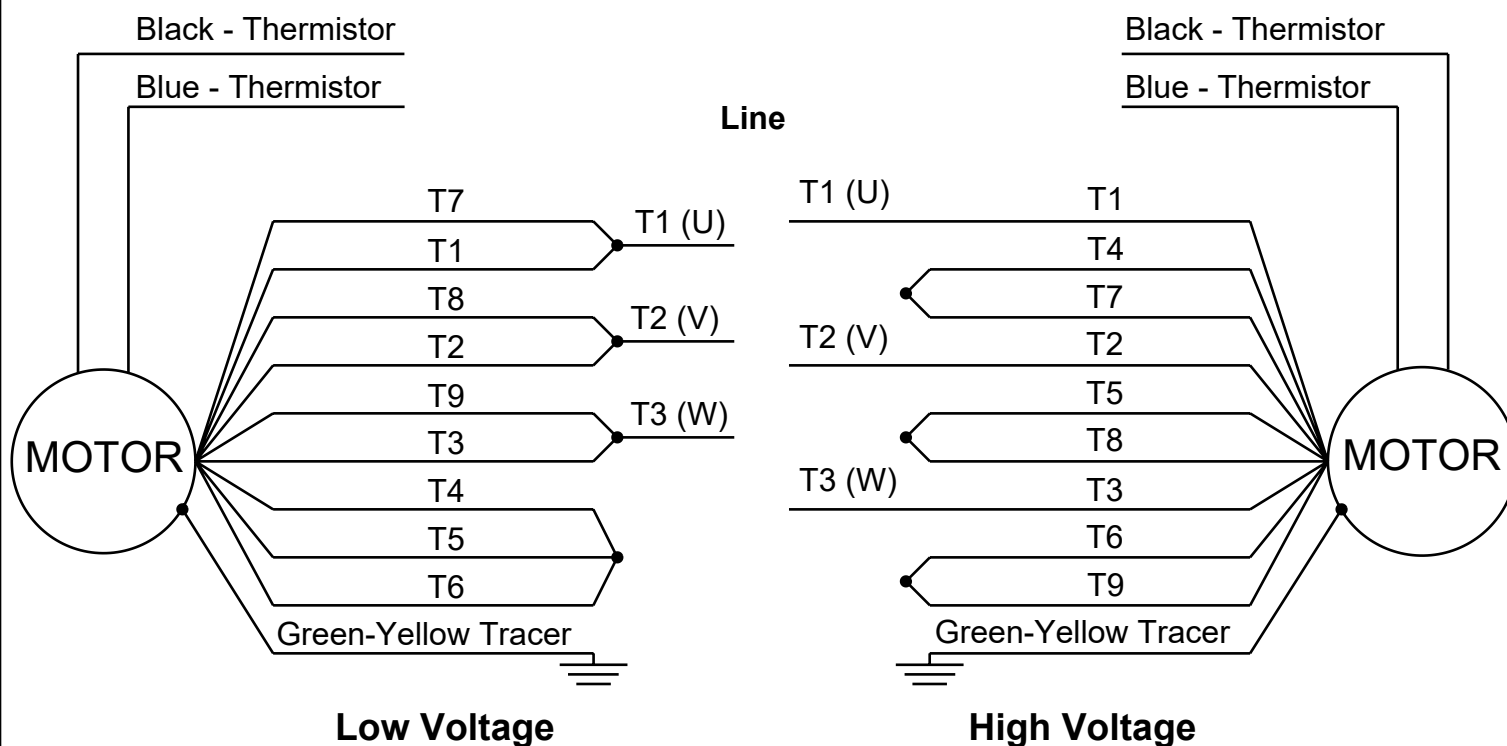 Black - Thermistor
Blue - Thermistor
Black - Thermistor
Blue - Thermistor
Line
T7
T1
T8
T2
T9
T3
T4
T5
T6
T1 (U)
T2 (V)
T3 (W)
MOTOR
Green-Yellow Tracer
Low Voltage
T1 (U)
T2 (V)
T3 (W)
T1
T4
T7
T2
T5
T8
T3
T6
T9
MOTOR
Green-Yellow Tracer
High Voltage